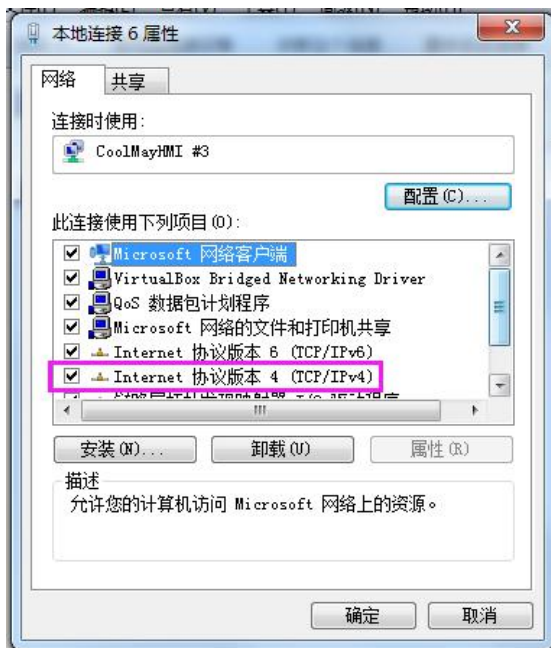 本地连接 6 属性
网络
共享
连接时使用:
CoolMayHMI #3
配置(C)...
此连接使用下列项目(O):
Microsoft 网络客户端
VirtualBox Bridged Networking Driver
QoS 数据包计划程序
Microsoft 网络的文件和打印机共享
Internet 协议版本 6 (TCP/IPv6)
Internet 协议版本 4 (TCP/IPv4)
安装(N)...
卸载(U)
属性(R)
描述
允许您的计算机访问 Microsoft 网络上的资源。
确定
取消